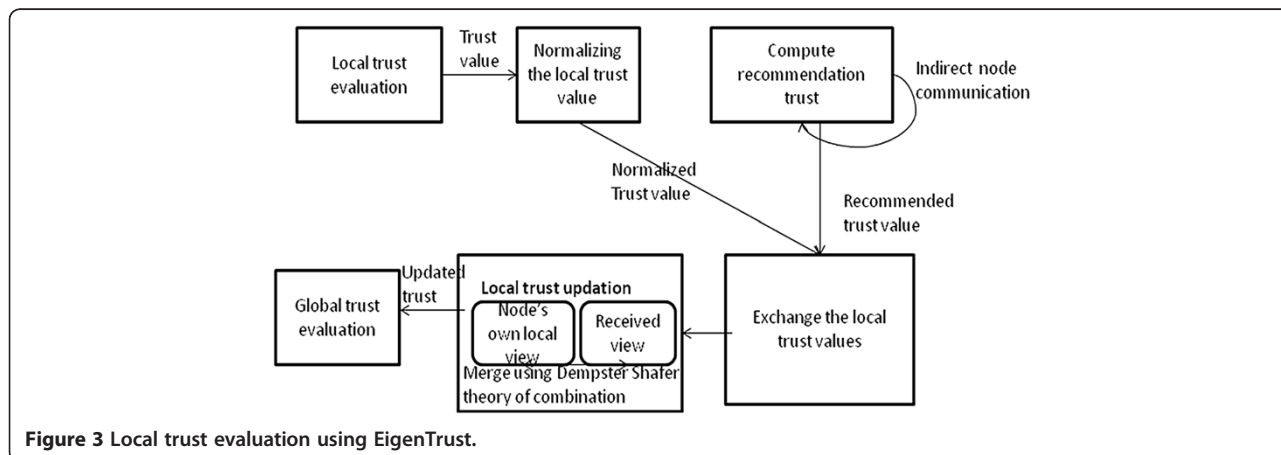 Local trust
evaluation
Trust
value
Normalizing
the local trust
value
Compute
recommendation
trust
Indirect node
communication
Normalized
Trust value
Recommended
trust value
Global trust
evaluation
Updated
trust
Local trust updation
Node's
own local
view
Received
view
Merge using Dempster Shafer
theory of combination
Exchange the local
trust values
Figure 3 Local trust evaluation using EigenTrust.